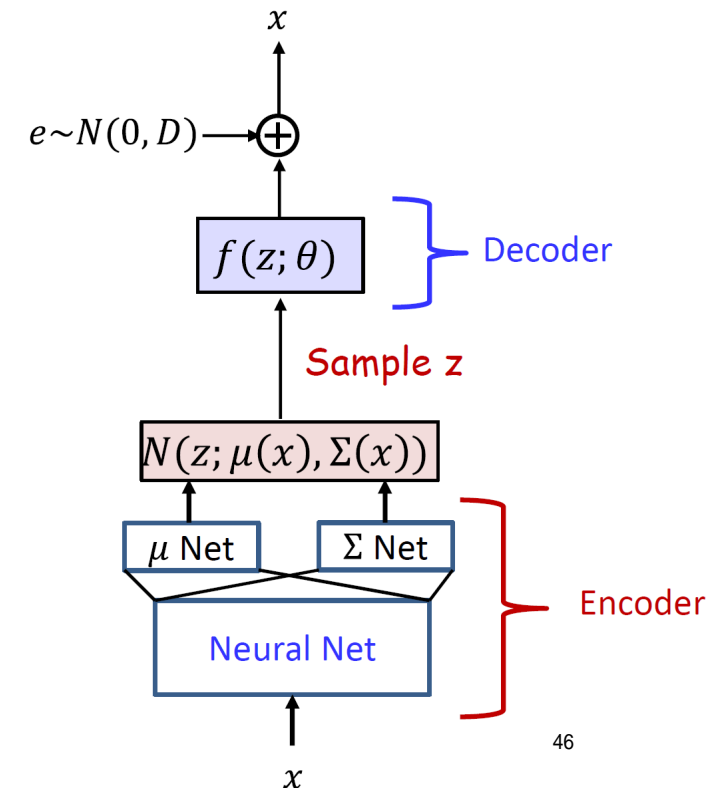 x
e~N(0, D)
+
f(z; θ)
Decoder
Sample z
N(z; μ(x), Σ(x))
μ Net
Σ Net
Encoder
Neural Net
46
x